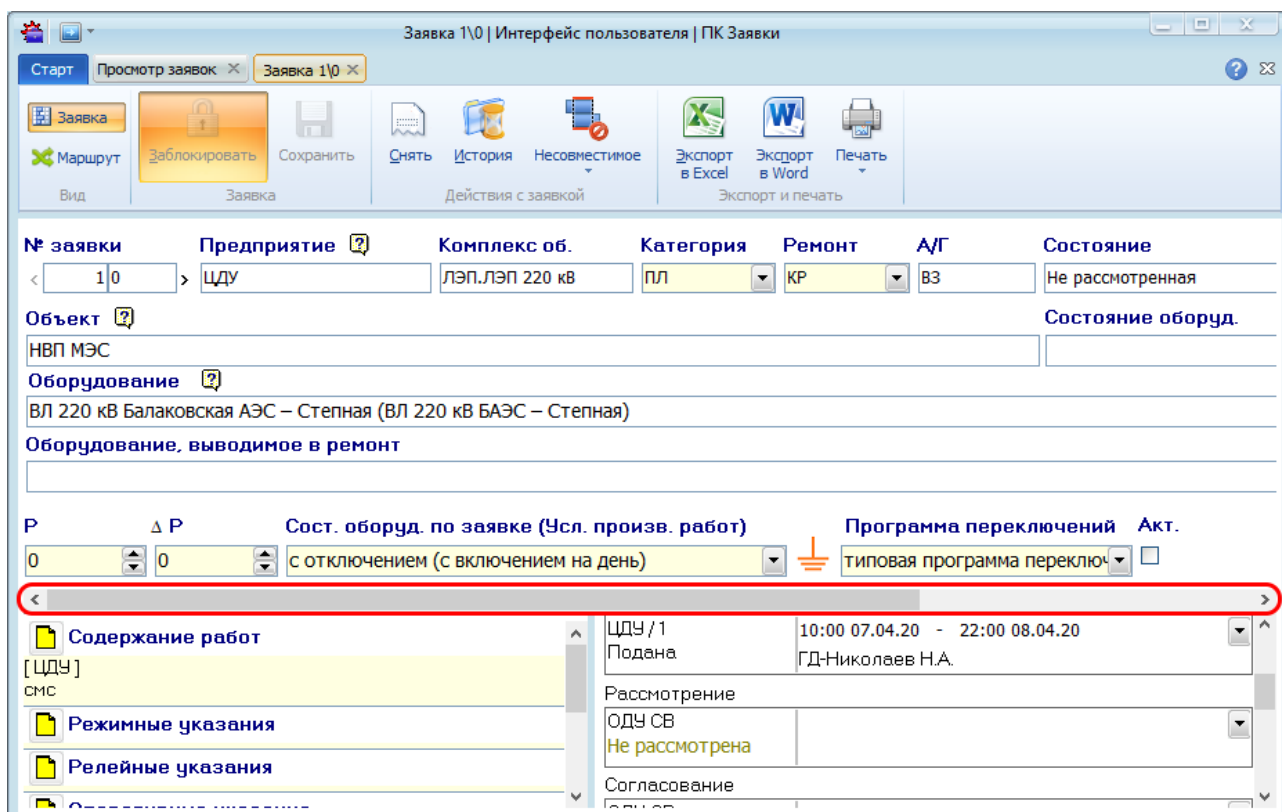 Заявка 1\0 | Интерфейс пользователя | ПК Заявки
Старт Просмотр заявок Заявка 1\0
Заявка
Маршрут
Вид
Заблокировать
Сохранить
Заявка
Снять
История
Несовместимое
Действия с заявкой
Экспорт
в Excel
Экспорт
в Word
Печать
Экспорт и печать
№ заявки Предприятие Комплекс об. Категория Ремонт А/Г Состояние
< 1 0 > ЦДУ ЛЭП.ЛЭП 220 кВ ПЛ КР ВЗ Не рассмотренная
Объект Состояние оборуд.
НВП МЭС
Оборудование
ВЛ 220 кВ Балаковская АЭС – Степная (ВЛ 220 кВ БАЭС – Степная)
Оборудование, выводимое в ремонт
P Δ P Сост. оборуд. по заявке (Усл. произв. работ) Программа переключений Акт.
0 0 с отключением (с включением на день) типовая программа переключ
Содержание работ
[ ЦДУ ]
смс
Режимные указания
Релейные указания
ЦДУ / 1 10:00 07.04.20 - 22:00 08.04.20
Подана ГД-Николаев Н.А.
Рассмотрение
ОДУ СВ
Не рассмотрена
Согласование